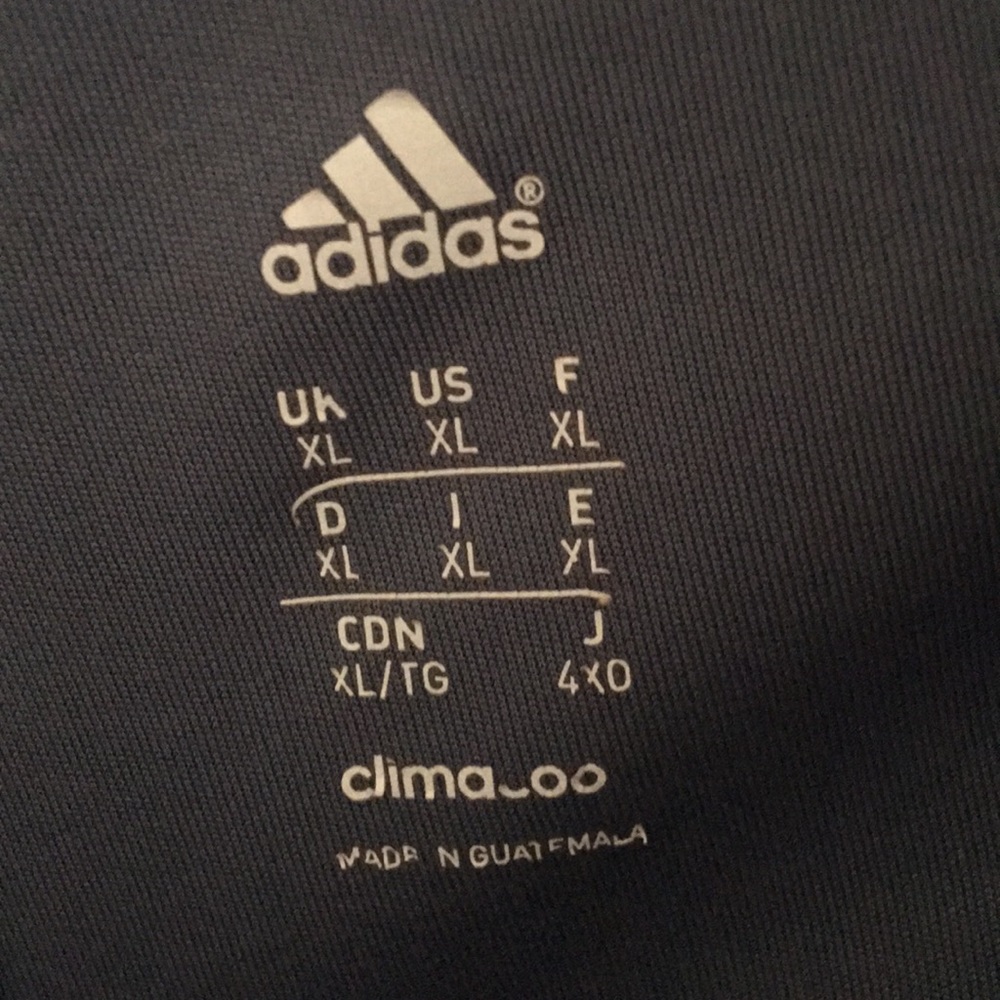 adidas®
UK US F
XL XL XL
D I E
XL XL XL
CDN J
XL/TG 4XO
climacool
MADE IN GUATEMALA